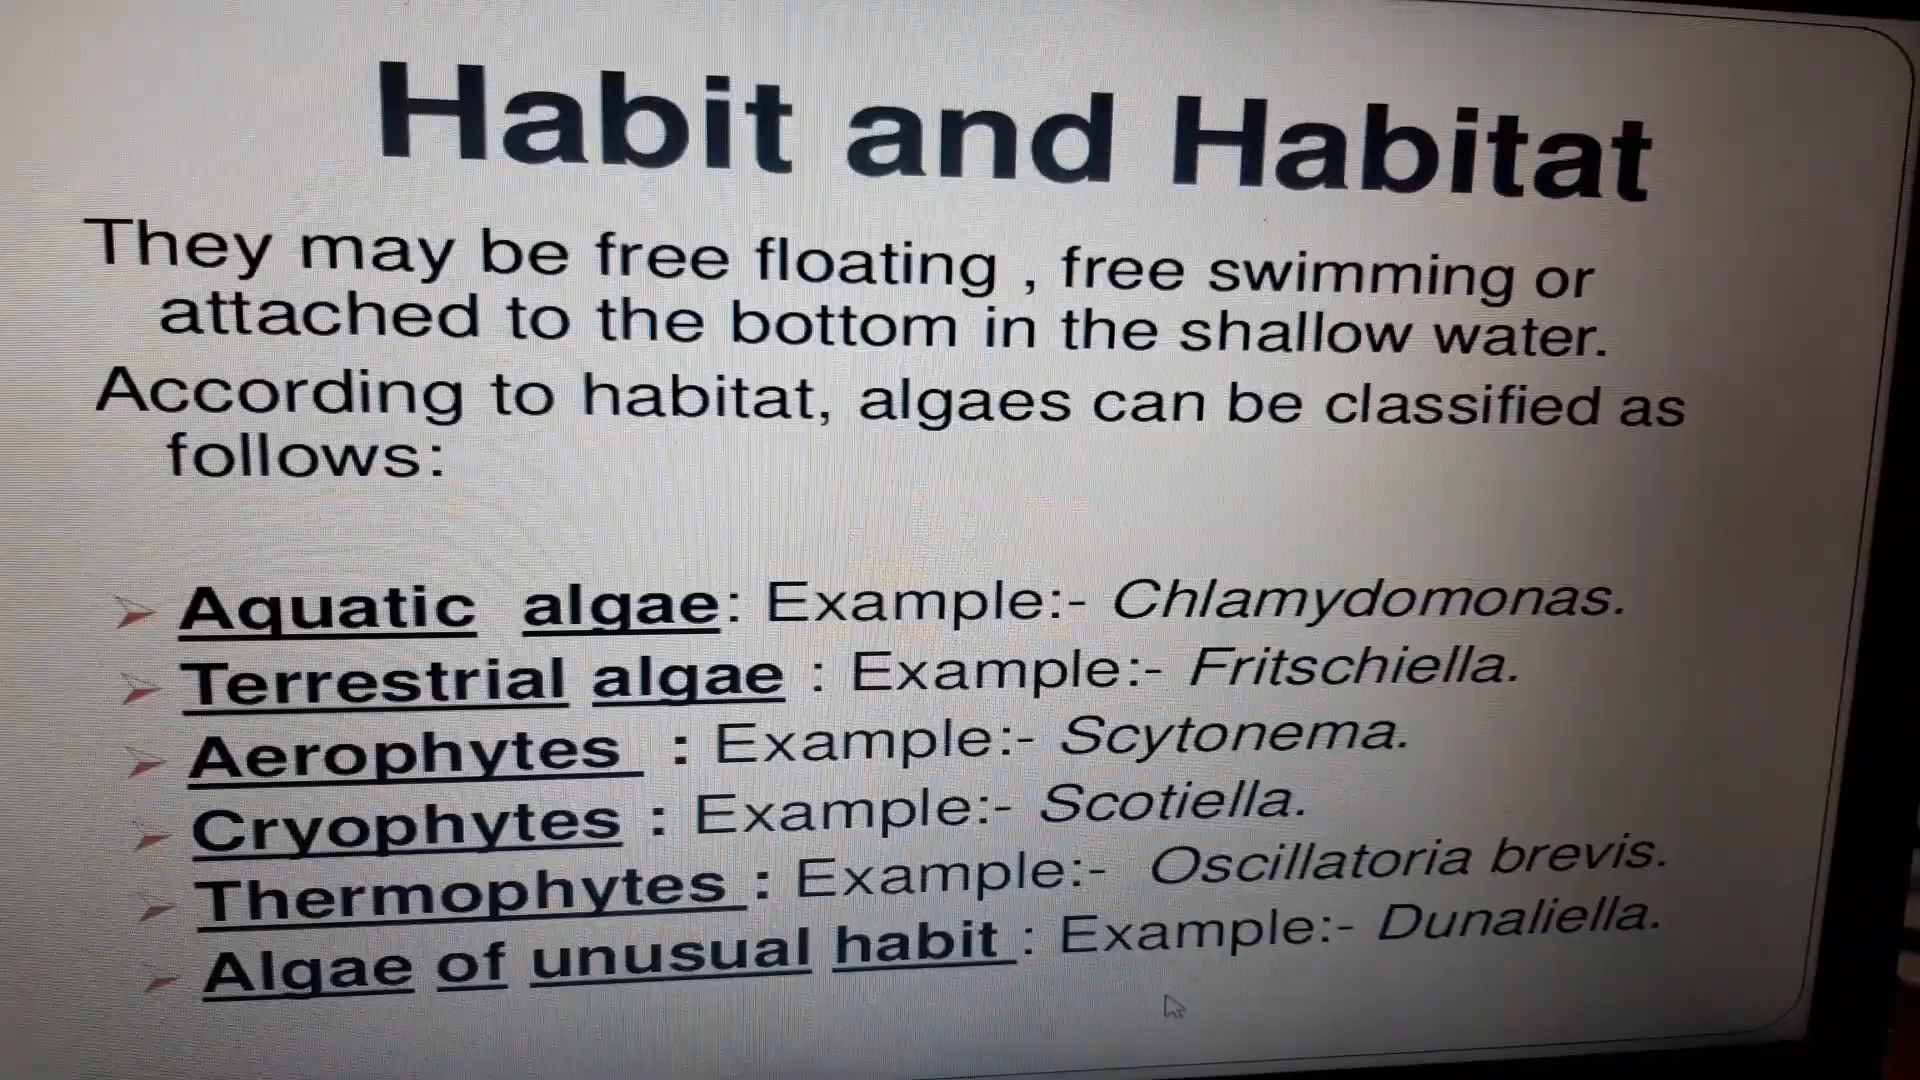 Habit and Habitat
They may be free floating , free swimming or
attached to the bottom in the shallow water.
According to habitat, algaes can be classified as
follows:
Aquatic algae: Example:- Chlamydomonas.
Terrestrial algae : Example:- Fritschiella.
Aerophytes : Example:- Scytonema.
Cryophytes : Example:- Scotiella.
Thermophytes : Example:- Oscillatoria brevis.
Algae of unusual habit : Example:- Dunaliella.